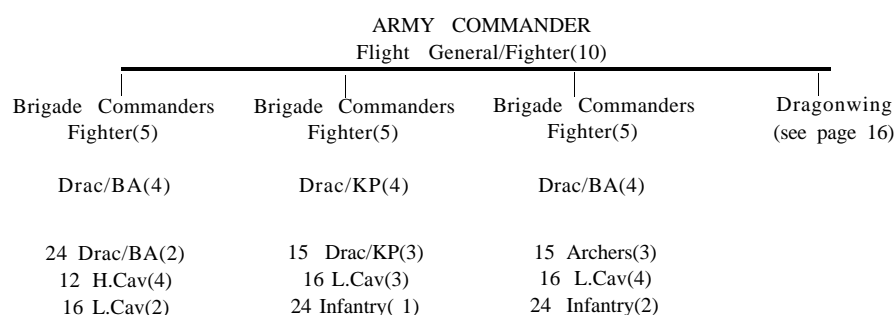 ARMY COMMANDER
Flight General/Fighter(10)
Brigade Commanders Brigade Commanders Brigade Commanders Dragonwing
Fighter(5) Fighter(5) Fighter(5) (see page 16)
Drac/BA(4) Drac/KP(4) Drac/BA(4)
24 Drac/BA(2) 15 Drac/KP(3) 15 Archers(3)
12 H.Cav(4) 16 L.Cav(3) 16 L.Cav(4)
16 L.Cav(2) 24 Infantry( 1) 24 Infantry(2)